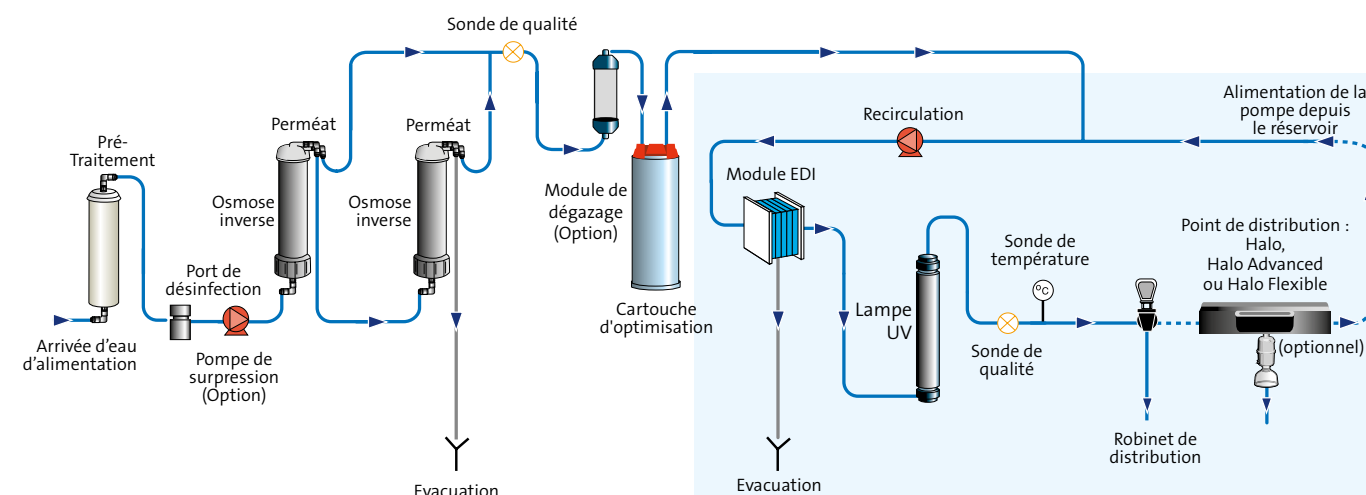 Sonde de qualité
Pré-
Traitement
Perméat
Perméat
Osmose
inverse
Osmose
inverse
Port de
désinfection
Arrivée d'eau
d'alimentation
Pompe de
surpression
(Option)
Evacuation
Module de
dégazage
(Option)
Cartouche
d'optimisation
Recirculation
Alimentation de la
pompe depuis
le réservoir
Module EDI
Lampe
UV
Sonde de
température
°C
Sonde de
qualité
Point de distribution :
Halo,
Halo Advanced
ou Halo Flexible
(optionnel)
Robinet de
distribution
Evacuation